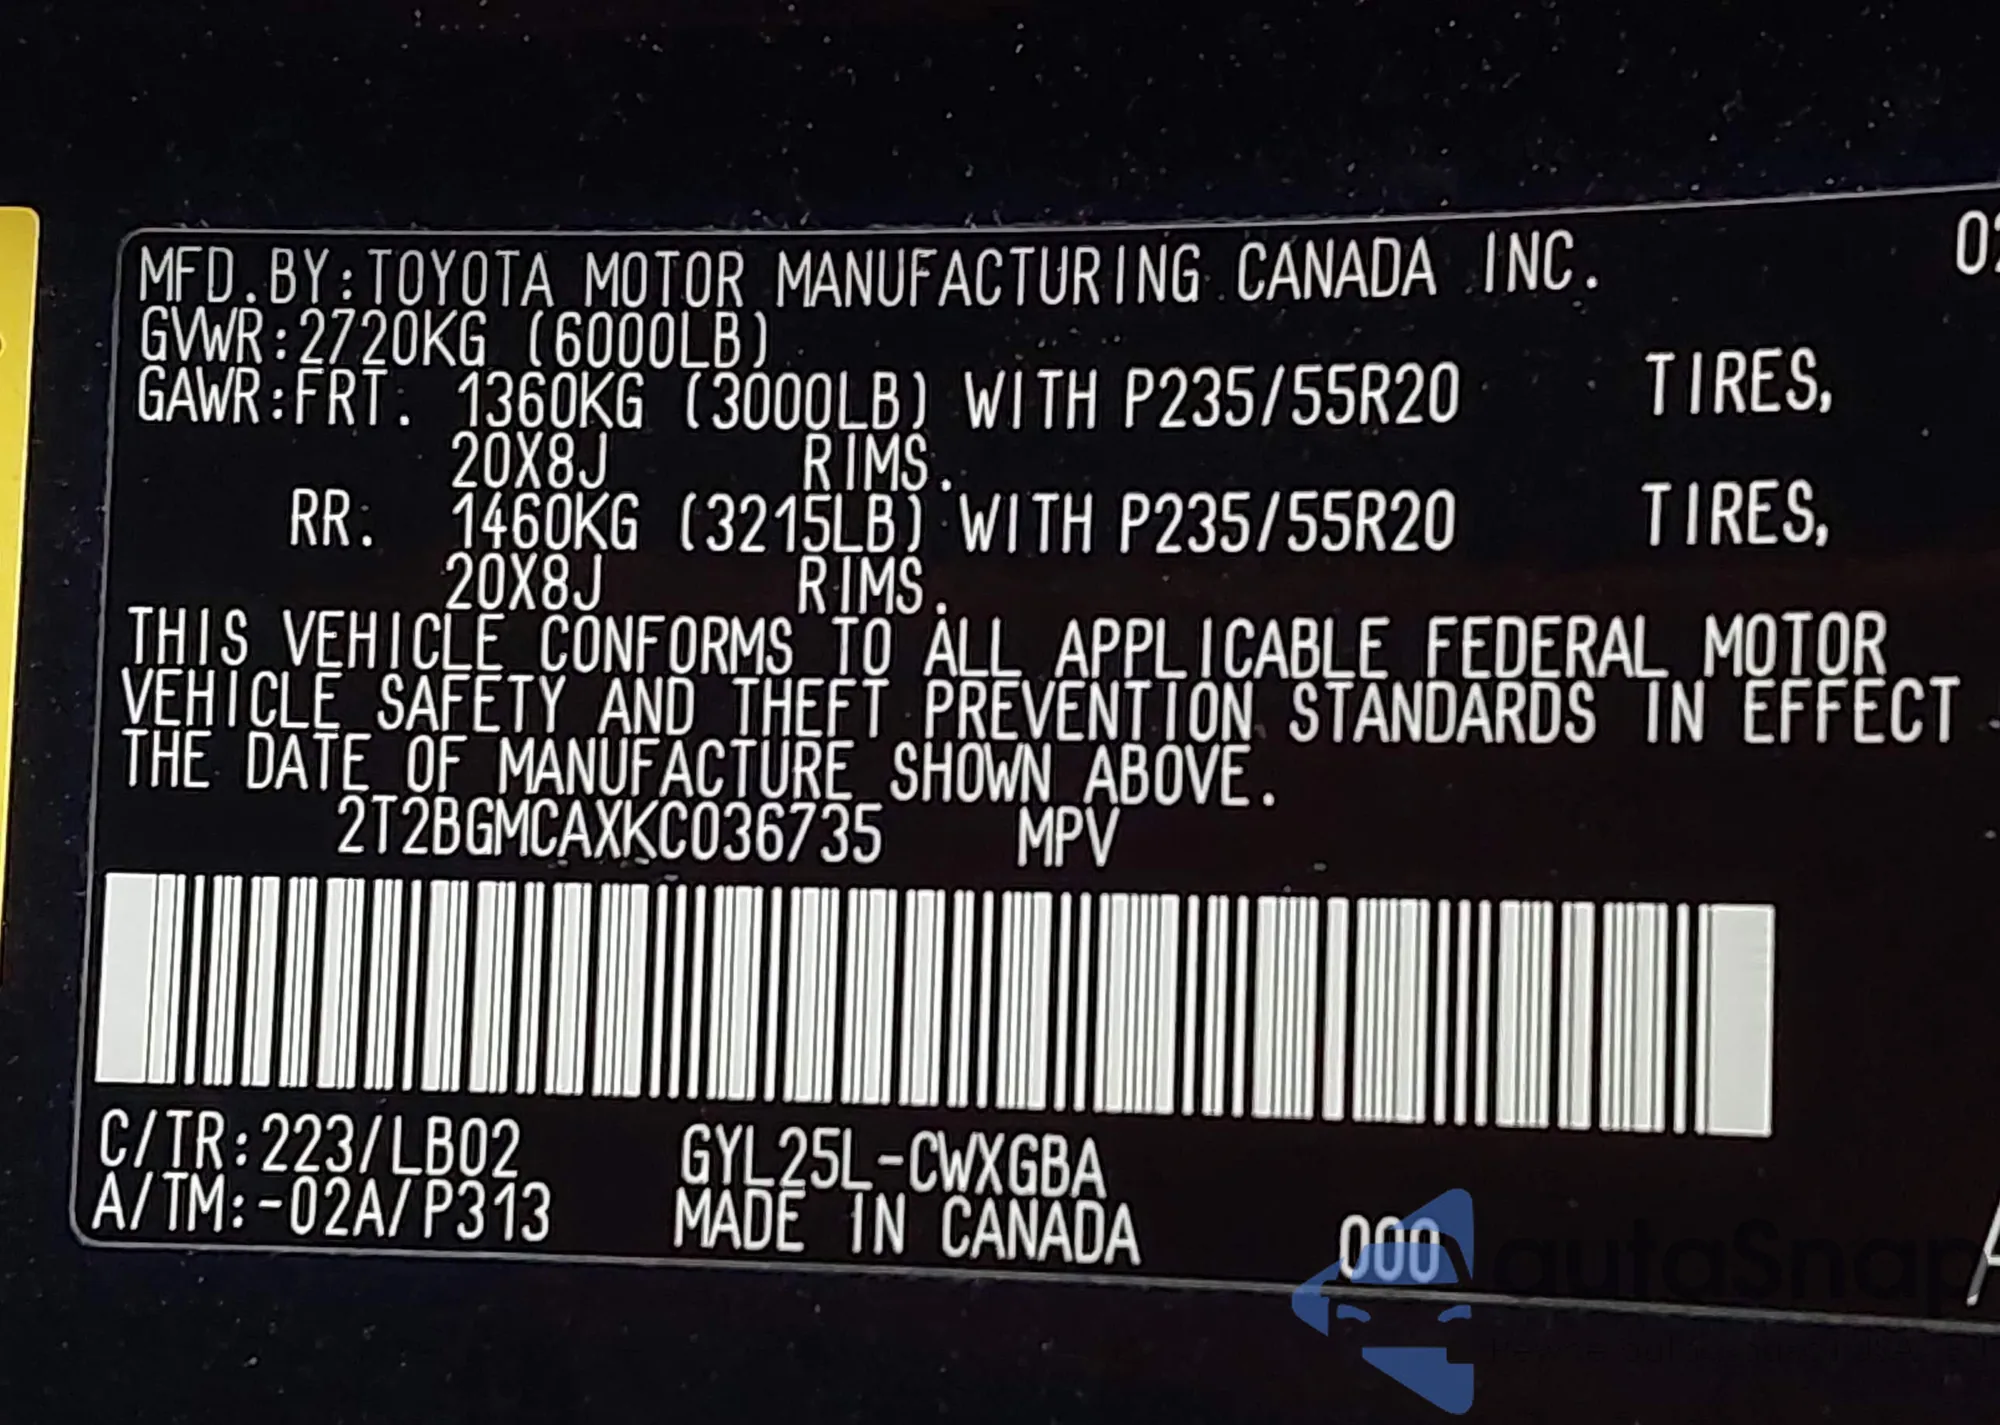 MFD.BY:TOYOTA MOTOR MANUFACTURING CANADA INC. 02
GVWR:2720KG (6000LB)
GAWR:FRT. 1360KG (3000LB) WITH P235/55R20 TIRES,
20X8J RIMS.
RR. 1460KG (3215LB) WITH P235/55R20 TIRES,
20X8J RIMS.
THIS VEHICLE CONFORMS TO ALL APPLICABLE FEDERAL MOTOR
VEHICLE SAFETY AND THEFT PREVENTION STANDARDS IN EFFECT
THE DATE OF MANUFACTURE SHOWN ABOVE.
2T2BGMCAXKC036735 MPV
C/TR:223/LB02 GYL25L-CWXGBA
A/TM:-02A/P313 MADE IN CANADA 000
autaSnap